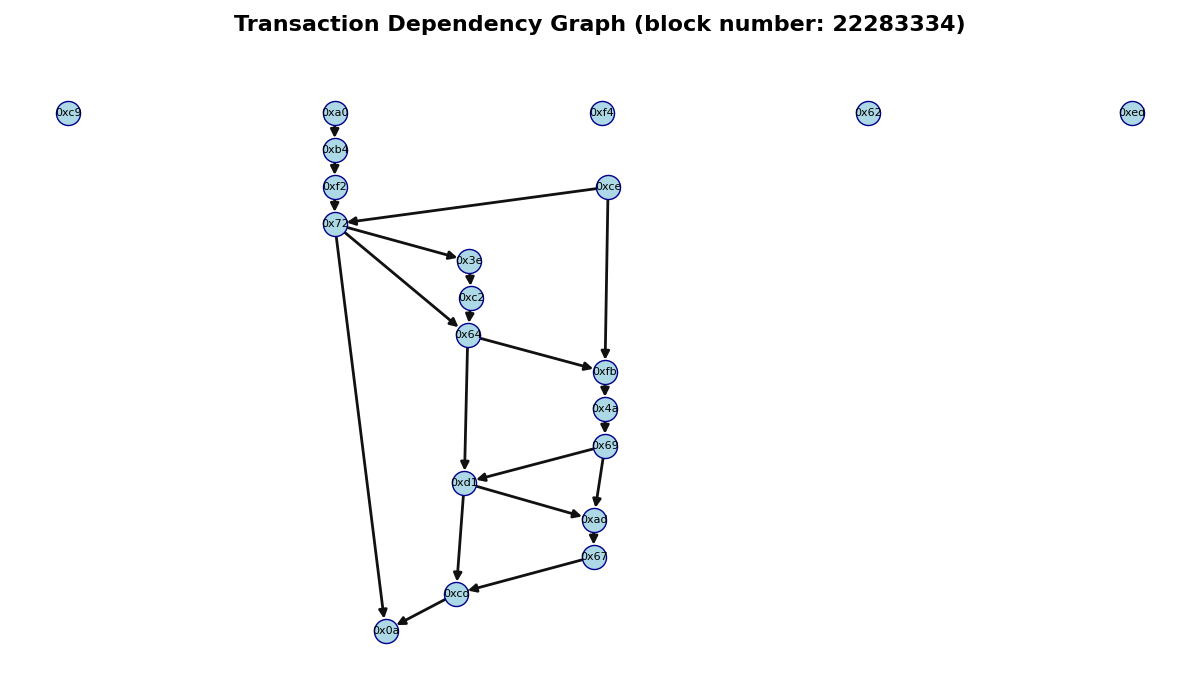 Transaction Dependency Graph (block number: 22283334)
0xc9 0xa0 0xf4 0x62 0xed
0xb4
0xf2 0xce
0x72
0x3e
0xc2
0x64
0xfb
0x4a
0x69
0xd1
0xad
0x67
0xcd
0x0a